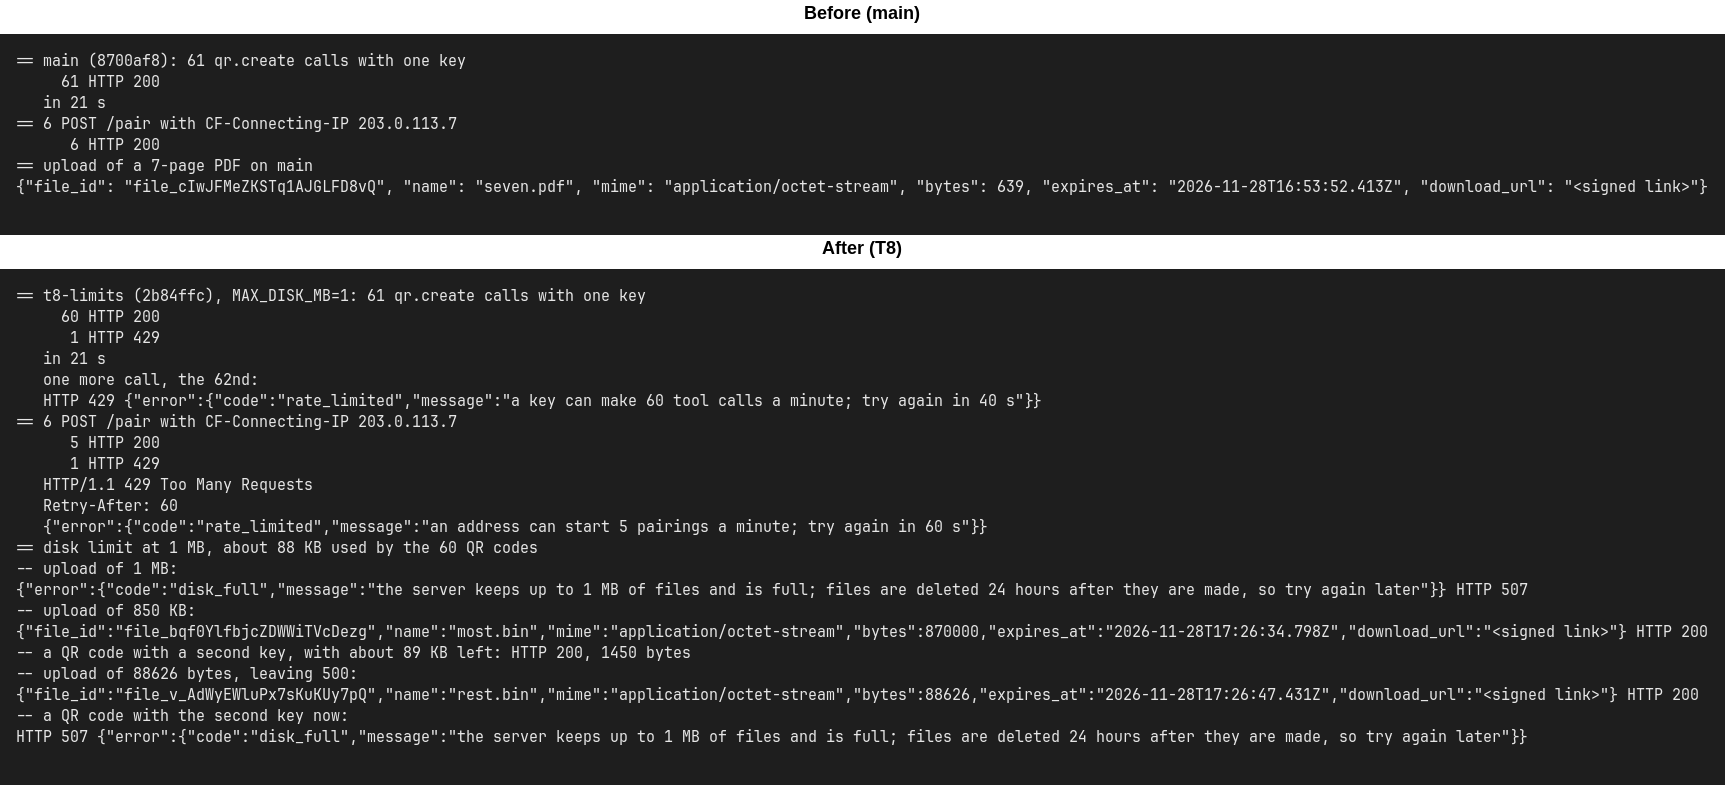 Before (main)
== main (8700af8): 61 qr.create calls with one key
61 HTTP 200
in 21 s
== 6 POST /pair with CF-Connecting-IP 203.0.113.7
6 HTTP 200
== upload of a 7-page PDF on main
{"file_id": "file_cIwJFMeZKSTq1AJGLFD8vQ", "name": "seven.pdf", "mime": "application/octet-stream", "bytes": 639, "expires_at": "2026-11-28T16:53:52.413Z", "download_url": "<signed link>"}
After (T8)
== t8-limits (2b84ffc), MAX_DISK_MB=1: 61 qr.create calls with one key
60 HTTP 200
1 HTTP 429
in 21 s
one more call, the 62nd:
HTTP 429 {"error":{"code":"rate_limited","message":"a key can make 60 tool calls a minute; try again in 40 s"}}
== 6 POST /pair with CF-Connecting-IP 203.0.113.7
5 HTTP 200
1 HTTP 429
HTTP/1.1 429 Too Many Requests
Retry-After: 60
{"error":{"code":"rate_limited","message":"an address can start 5 pairings a minute; try again in 60 s"}}
== disk limit at 1 MB, about 88 KB used by the 60 QR codes
-- upload of 1 MB:
{"error":{"code":"disk_full","message":"the server keeps up to 1 MB of files and is full; files are deleted 24 hours after they are made, so try again later"}} HTTP 507
-- upload of 850 KB:
{"file_id":"file_bqf0YlfbjcZDWWiTVcDezg","name":"most.bin","mime":"application/octet-stream","bytes":870000,"expires_at":"2026-11-28T17:26:34.798Z","download_url":"<signed link>"} HTTP 200
-- a QR code with a second key, with about 89 KB left: HTTP 200, 1450 bytes
-- upload of 88626 bytes, leaving 500:
{"file_id":"file_v_AdWyEWluPx7sKuKUy7pQ","name":"rest.bin","mime":"application/octet-stream","bytes":88626,"expires_at":"2026-11-28T17:26:47.431Z","download_url":"<signed link>"} HTTP 200
-- a QR code with the second key now:
HTTP 507 {"error":{"code":"disk_full","message":"the server keeps up to 1 MB of files and is full; files are deleted 24 hours after they are made, so try again later"}}